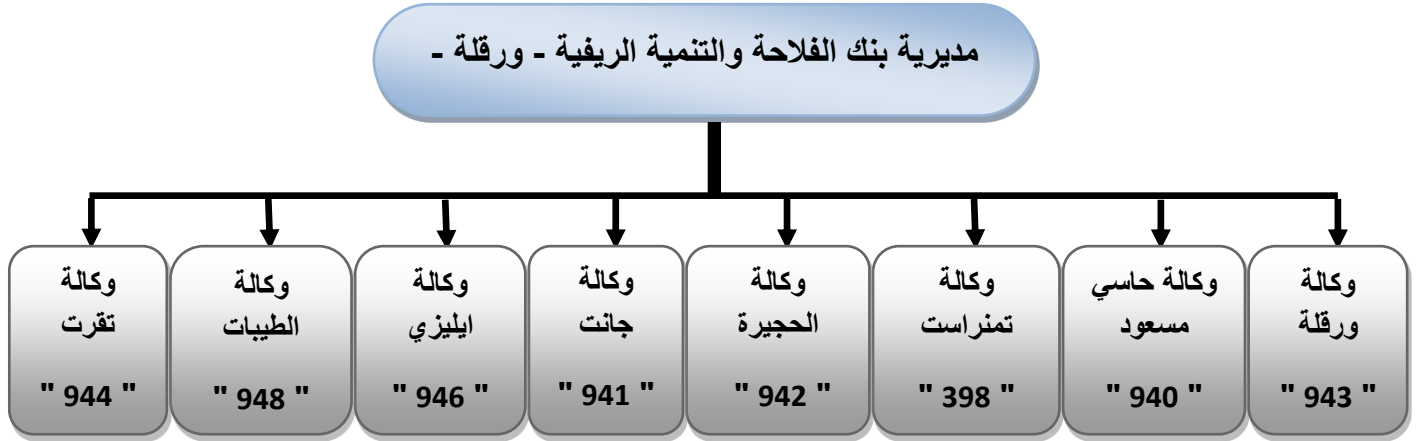 مديرية بنك الفلاحة والتنمية الريفية - ورقلة -
وكالة
ورقلة
" 943 "
وكالة حاسي
مسعود
" 940 "
وكالة
تمنراست
" 398 "
وكالة
الحجيرة
" 942 "
وكالة
جانت
" 941 "
وكالة
ايليزي
" 946 "
وكالة
الطيبات
" 948 "
وكالة
تقرت
" 944 "